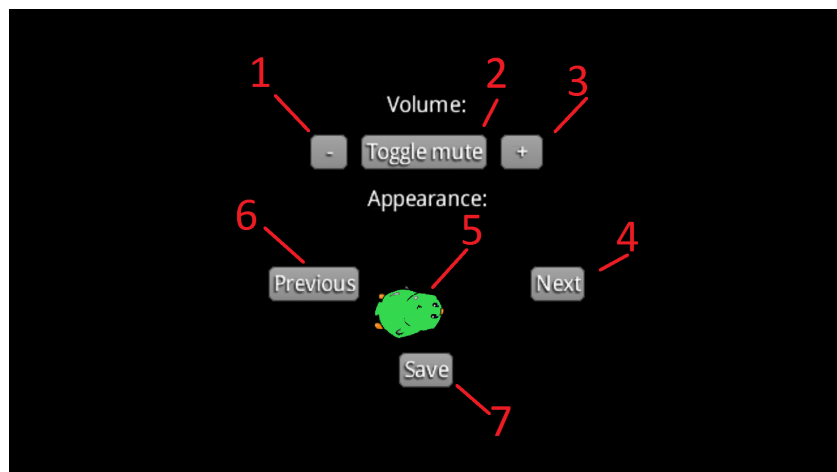 1 2 3
Volume:
- Toggle mute +
Appearance:
6 5 4
Previous Next
Save
7